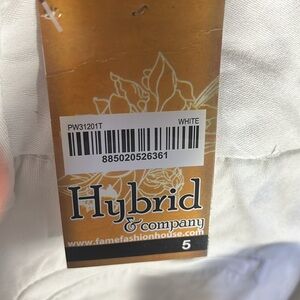 PW31201T WHITE
885020526361
Hybrid
& company
www.famefashionhouse.com
5